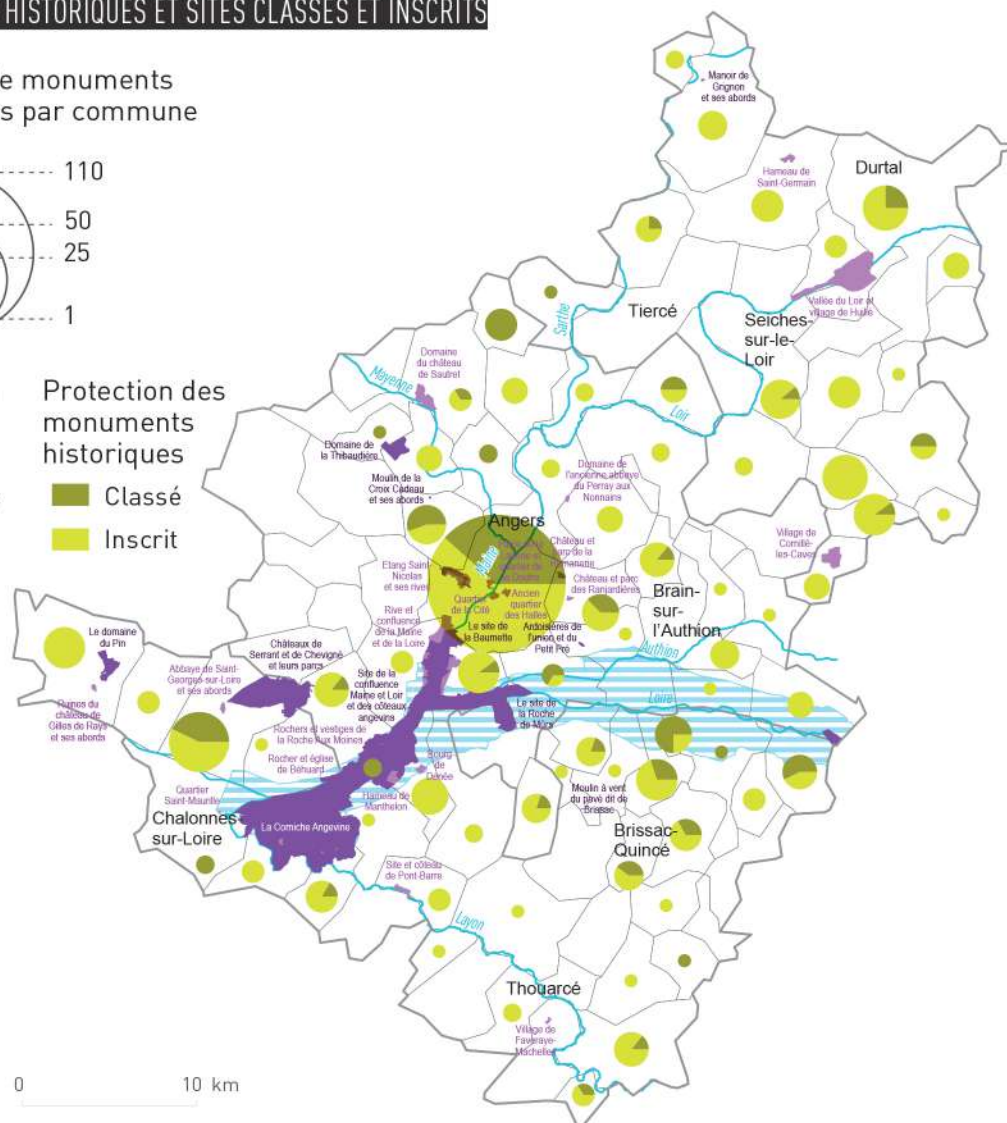 HISTORIQUES ET SITES CLASSÉS ET INSCRITS
e monuments
s par commune
110
50
25
1
Protection des
monuments
historiques
Classé
Inscrit
Manoir de
Grignon
et ses abords
Hameau de
Saint-Germain
Durtal
Vallée du Loir et
village de Huillé
Tiercé
Sarthe
Seiches-
sur-le-
Loir
Domaine
du château
de Sautret
Mayenne
Loir
Domaine de
la Thibaudière
Moulin de la
Croix Cadeau
et ses abords
Domaine de
l'ancienne abbaye
du Perray aux
Nonnains
Angers
Maine
Château et
parc de la
Village de
Cornillé-
les-Caves
Etang Saint-
Nicolas
et ses rives
Quartier
de la Cité
Ancien
quartier
des Halles
Château et parc
des Ranjardières
Brain-
sur-
l'Authion
Rive et
confluence
de la Maine
et de la Loire
Le site de
la Baumette
Ardoisières de
l'union et du
Petit Pré
Authion
Le domaine
du Pin
Châteaux de
Serrant et de Chevigné
et leurs parcs
Abbaye de Saint-
Georges-sur-Loire
et ses abords
Site de la
confluence
Maine et Loir
et des côteaux
angevins
Loire
Ruines du
château de
Gilles de Rays
et ses abords
Rochers et vestiges de
la Roche Aux Moines
Le site de
la Roche
de Mûrs
Rocher et église
de Béhuard
Bourg
de
Denée
Quartier
Saint-Maurille
Hameau de
Manthelon
Moulin à vent
du pavé dit de
Brissac
Chalonnes-
sur-Loire
La Corniche Angevine
Brissac-
Quincé
Site et côteau
de Pont-Barre
Layon
Thouarcé
Village de
Faveraye-
Machelles
0 10 km